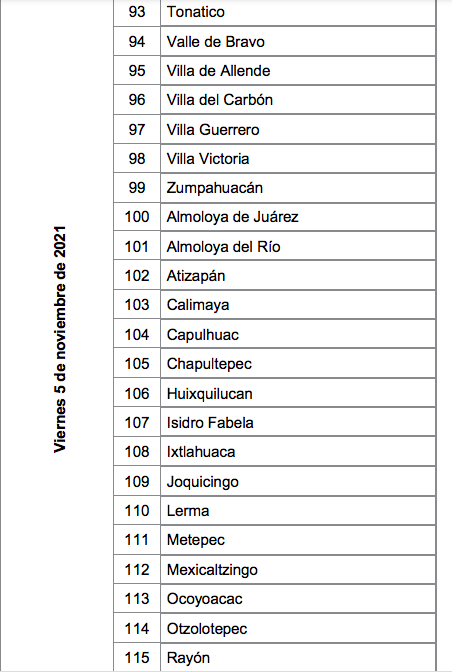 Viernes 5 de noviembre de 2021
93 Tonatico
94 Valle de Bravo
95 Villa de Allende
96 Villa del Carbón
97 Villa Guerrero
98 Villa Victoria
99 Zumpahuacán
100 Almoloya de Juárez
101 Almoloya del Río
102 Atizapán
103 Calimaya
104 Capulhuac
105 Chapultepec
106 Huixquilucan
107 Isidro Fabela
108 Ixtlahuaca
109 Joquicingo
110 Lerma
111 Metepec
112 Mexicaltzingo
113 Ocoyoacac
114 Otzolotepec
115 Rayón